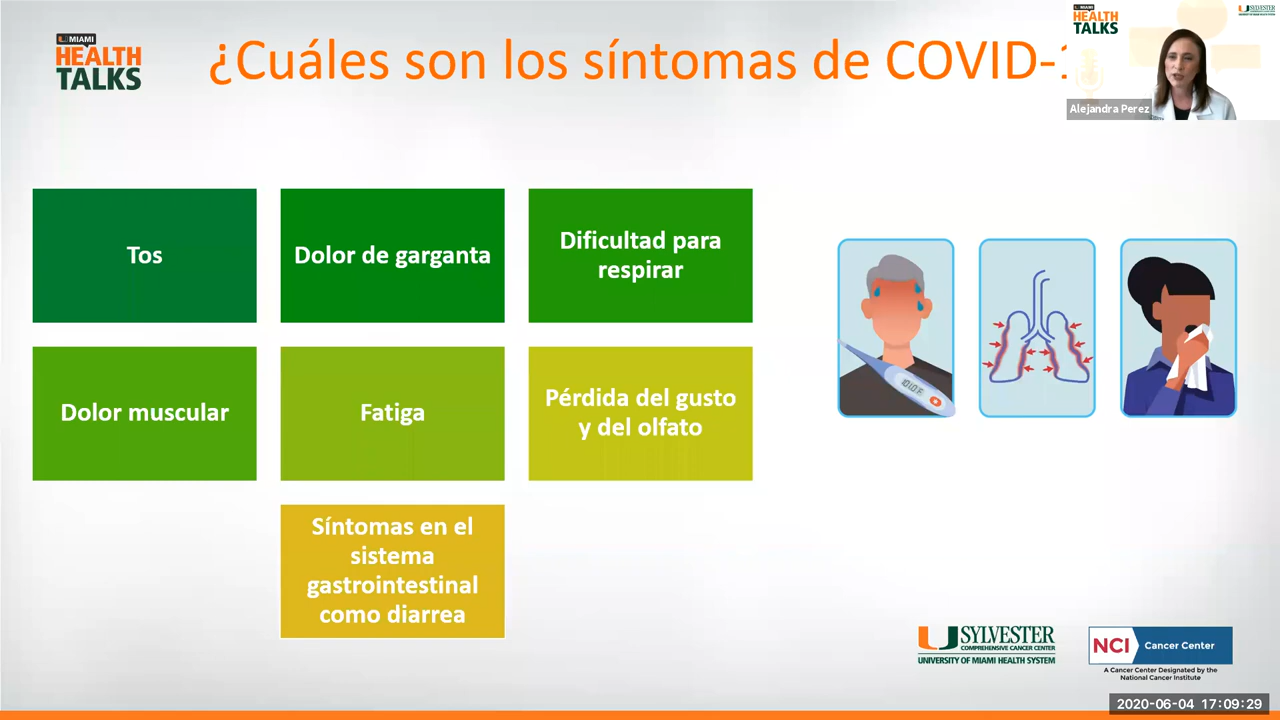 U MIAMI
HEALTH
TALKS
¿Cuáles son los síntomas de COVID-1
MIAMI
HEALTH
TALKS
SYLVESTER
Alejandra Perez
Tos
Dolor de garganta
Dificultad para
respirar
Dolor muscular
Fatiga
Pérdida del gusto
y del olfato
Síntomas en el
sistema
gastrointestinal
como diarrea
SYLVESTER
COMPREHENSIVE CANCER CENTER
UNIVERSITY OF MIAMI HEALTH SYSTEM
NCI
Cancer Center
A Cancer Center Designated by the
National Cancer Institute
2020-06-04 17:09:29